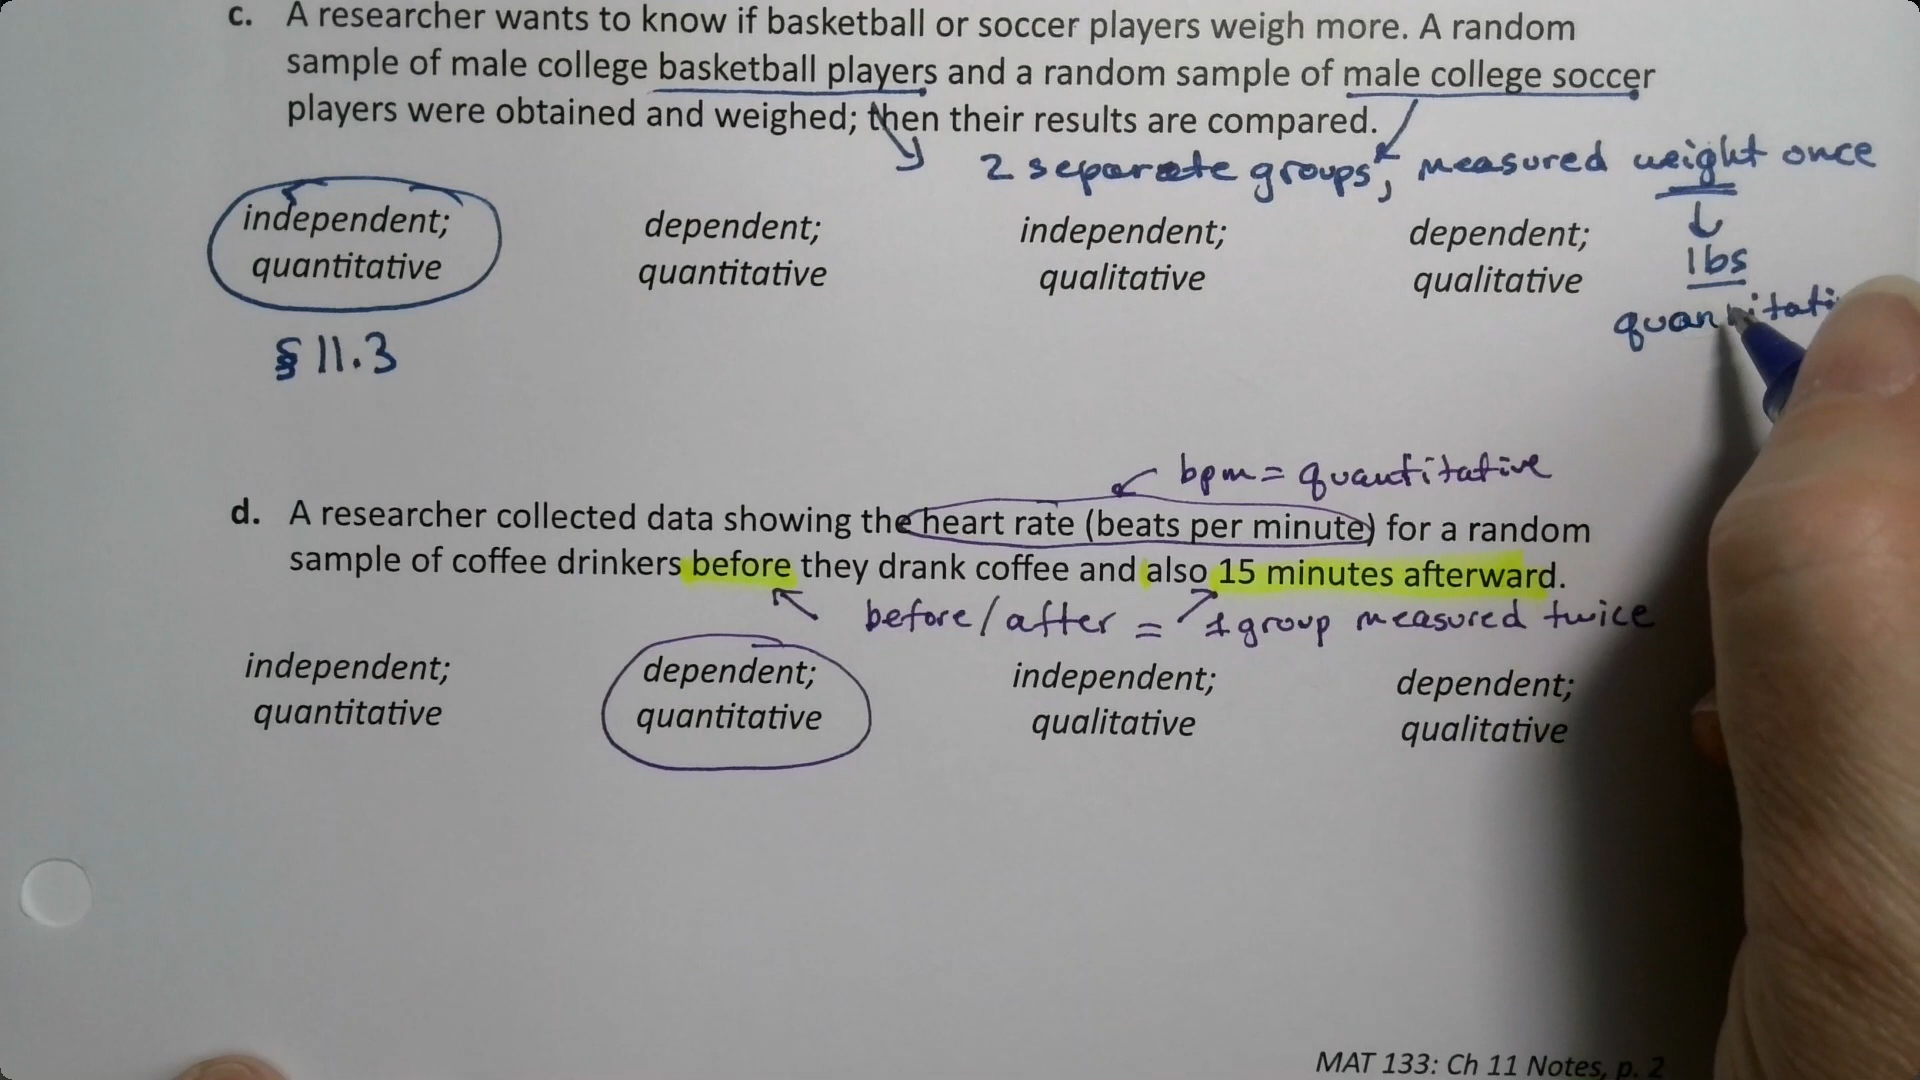 c. A researcher wants to know if basketball or soccer players weigh more. A random
sample of male college basketball players and a random sample of male college soccer
players were obtained and weighed; then their results are compared.
2 separate groups, measured weight once
independent; dependent; independent; dependent;
quantitative quantitative qualitative qualitative
lbs
§ 11.3
bpm = quantitative
d. A researcher collected data showing the heart rate (beats per minute) for a random
sample of coffee drinkers before they drank coffee and also 15 minutes afterward.
before/after = 1 group measured twice
independent; dependent; independent; dependent;
quantitative quantitative qualitative qualitative
MAT 133: Ch 11 Notes, p. 2